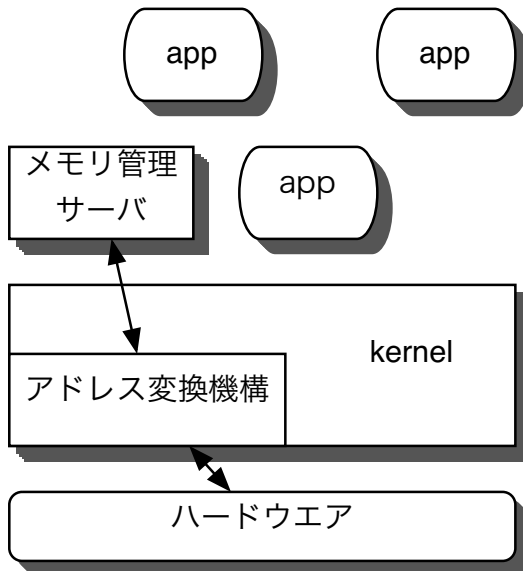 app
app
メモリ管理
サーバ
app
kernel
アドレス変換機構
ハードウエア